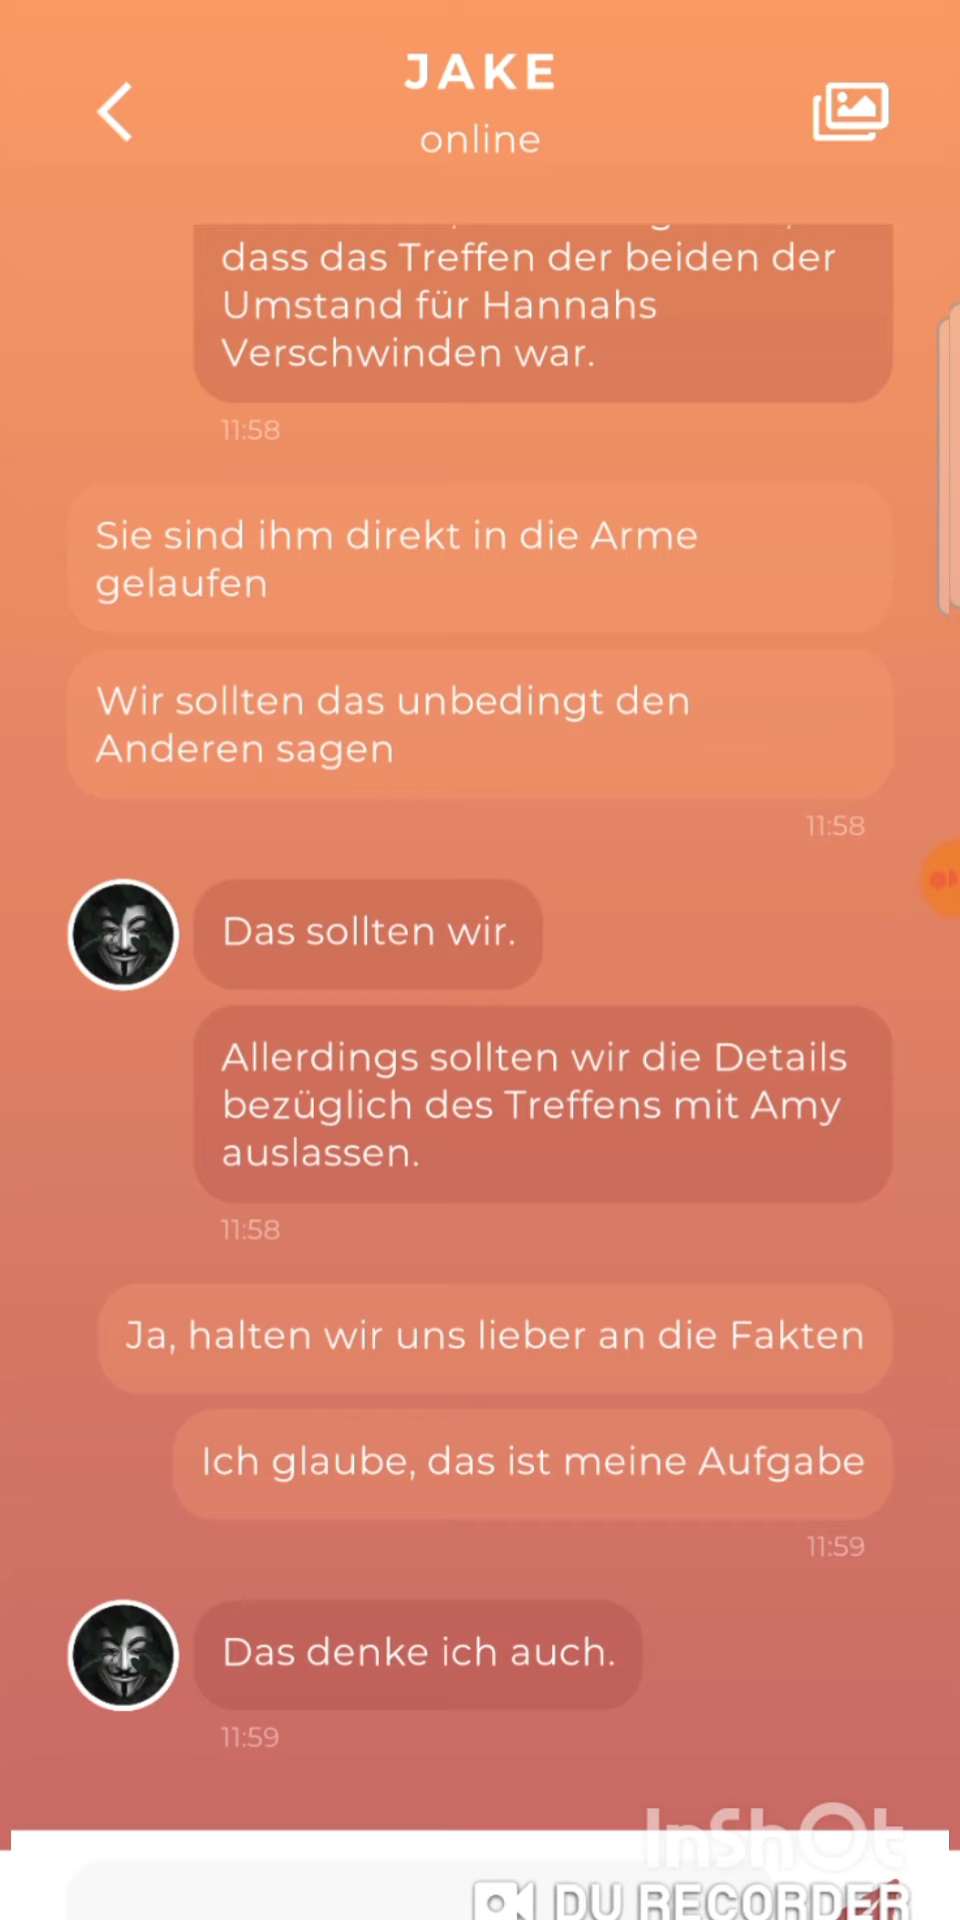 JAKE
online
dass das Treffen der beiden der
Umstand für Hannahs
Verschwinden war.
11:58
Sie sind ihm direkt in die Arme
gelaufen
Wir sollten das unbedingt den
Anderen sagen
11:58
Das sollten wir.
Allerdings sollten wir die Details
bezüglich des Treffens mit Amy
auslassen.
11:58
Ja, halten wir uns lieber an die Fakten
Ich glaube, das ist meine Aufgabe
11:59
Das denke ich auch.
11:59
InShOt
DU RECORDER